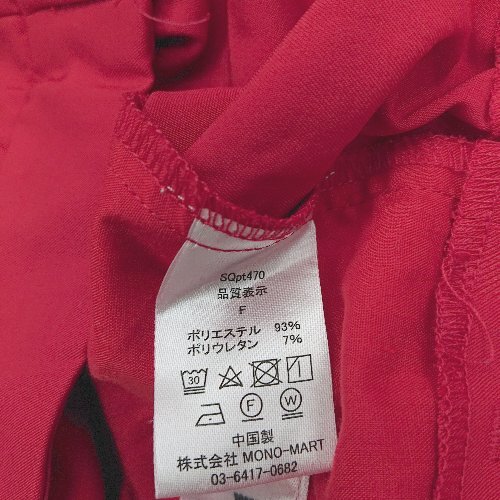 SQpt470
品質表示
F
ポリエステル 93%
ポリウレタン 7%
30
F W
中国製
株式会社 MONO-MART
03-6417-0682